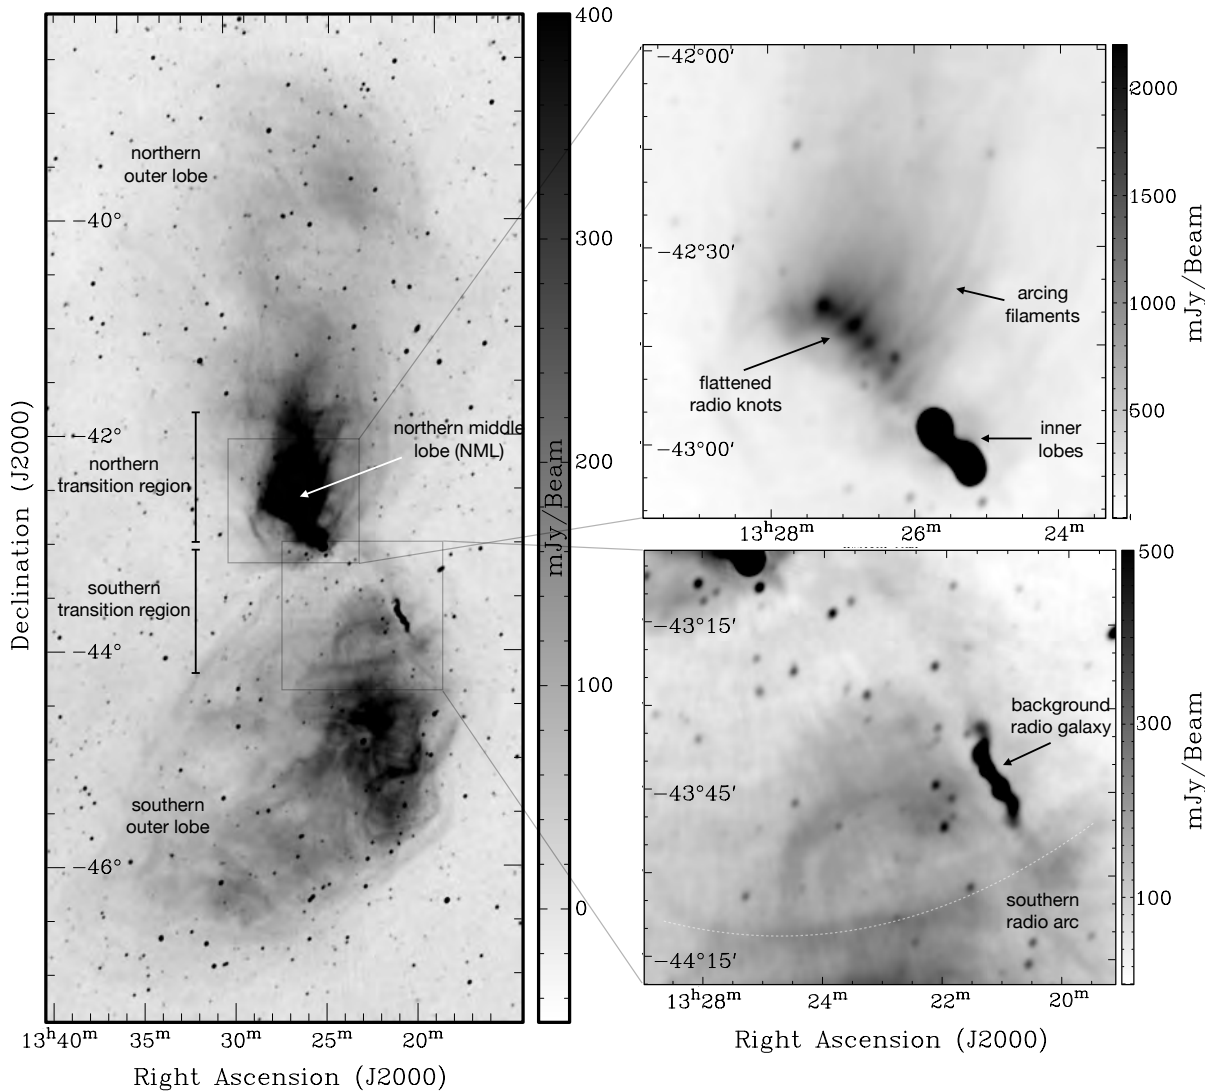 400
300
200
100
0
mJy/Beam
northern
outer lobe
−40°
−42°
northern middle
lobe (NML)
northern
transition region
southern
transition region
−44°
southern
outer lobe
−46°
Declination (J2000)
13ʰ40ᵐ 35ᵐ 30ᵐ 25ᵐ 20ᵐ
Right Ascension (J2000)
−42°00′
−42°30′
−43°00′
arcing
filaments
flattened
radio knots
inner
lobes
13ʰ28ᵐ 26ᵐ 24ᵐ
2000
1500
1000
500
mJy/Beam
−43°15′
−43°45′
−44°15′
background
radio galaxy
southern
radio arc
13ʰ28ᵐ 24ᵐ 22ᵐ 20ᵐ
Right Ascension (J2000)
500
300
100
mJy/Beam